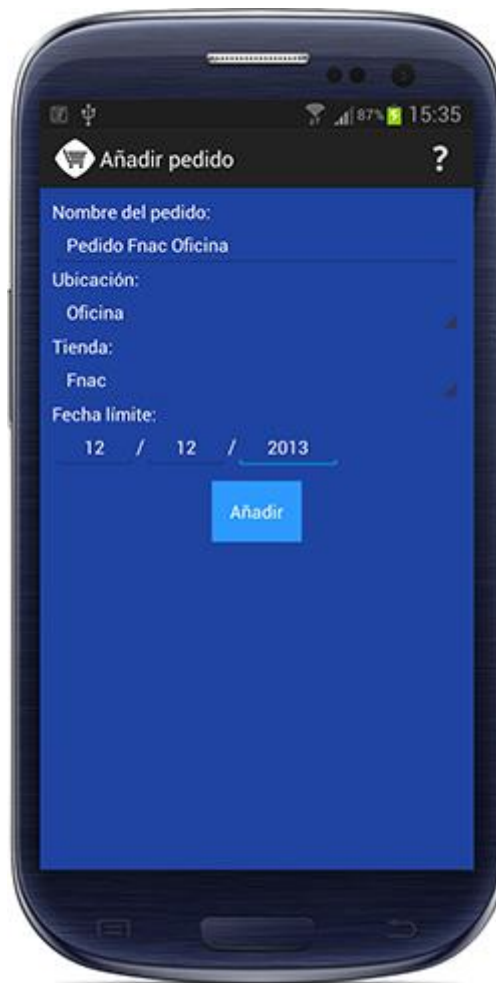 87% 15:35
Añadir pedido ?
Nombre del pedido:
Pedido Fnac Oficina
Ubicación:
Oficina
Tienda:
Fnac
Fecha límite:
12 / 12 / 2013
Añadir